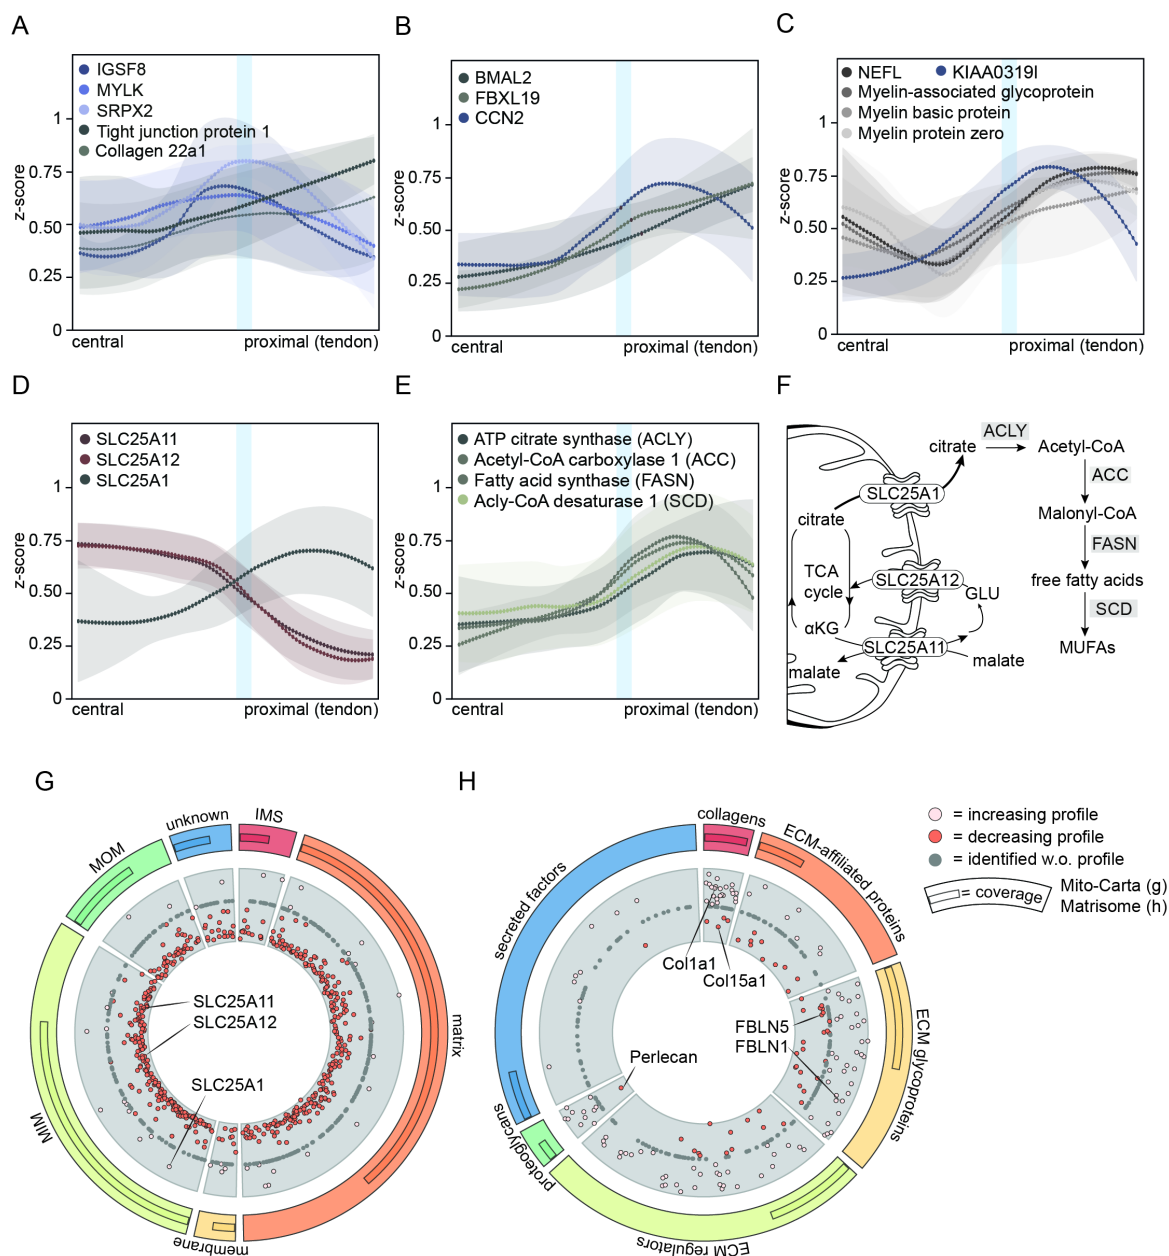 A
IGSF8
MYLK
SRPX2
Tight junction protein 1
Collagen 22a1
1
0.75
0.50
0.25
0
z-score
central
proximal (tendon)
B
BMAL2
FBXL19
CCN2
1
0.75
0.50
0.25
0
z-score
central
proximal (tendon)
C
NEFL
KIAA0319l
Myelin-associated glycoprotein
Myelin basic protein
Myelin protein zero
1
0.75
0.50
0.25
0
z-score
central
proximal (tendon)
D
SLC25A11
SLC25A12
SLC25A1
1
0.75
0.50
0.25
0
z-score
central
proximal (tendon)
E
ATP citrate synthase (ACLY)
Acetyl-CoA carboxylase 1 (ACC)
Fatty acid synthase (FASN)
Acly-CoA desaturase 1 (SCD)
1
0.75
0.50
0.25
0
z-score
central
proximal (tendon)
F
citrate
ACLY
Acetyl-CoA
ACC
SLC25A1
citrate
Malonyl-CoA
FASN
TCA
cycle
SLC25A12
GLU
free fatty acids
SCD
αKG
SLC25A11
malate
malate
MUFAs
G
unknown
IMS
MOM
matrix
MIM
membrane
SLC25A11
SLC25A12
SLC25A1
H
collagens
ECM-affiliated proteins
secreted factors
ECM glycoproteins
proteoglycans
ECM regulators
Col1a1
Col15a1
FBLN5
FBLN1
Perlecan
= increasing profile
= decreasing profile
= identified w.o. profile
= coverage
Mito-Carta (g)
Matrisome (h)